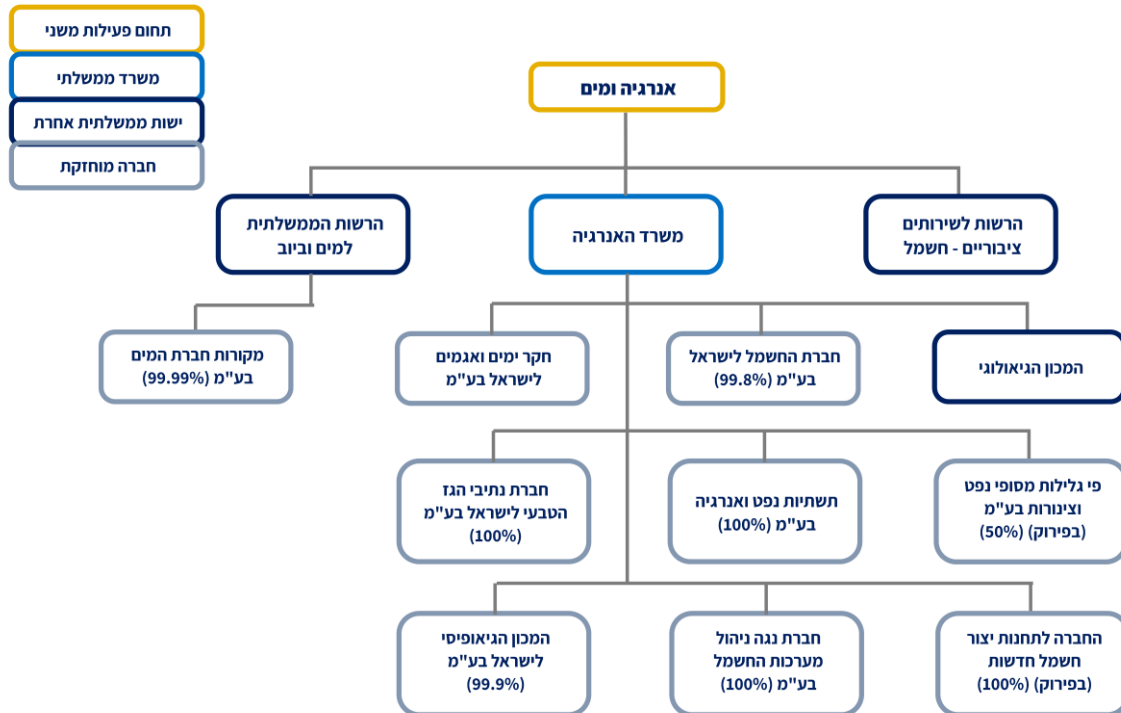 תחום פעילות משני
משרד ממשלתי
ישות ממשלתית אחרת
חברה מוחזקת
אנרגיה ומים
הרשות לשירותים
ציבוריים - חשמל
משרד האנרגיה
הרשות הממשלתית
למים וביוב
המכון הגיאולוגי
חברת החשמל לישראל
בע"מ (99.8%)
חקר ימים ואגמים
לישראל בע"מ
מקורות חברת המים
בע"מ (99.99%)
פי גלילות מסופי נפט
וצינורות בע"מ
(בפירוק) (50%)
תשתיות נפט ואנרגיה
בע"מ (100%)
חברת נתיבי הגז
הטבעי לישראל בע"מ
(100%)
החברה לתחנות יצור
חשמל חדשות
(בפירוק) (100%)
חברת נגה ניהול
מערכות החשמל
בע"מ (100%)
המכון הגיאופיסי
לישראל בע"מ
(99.9%)